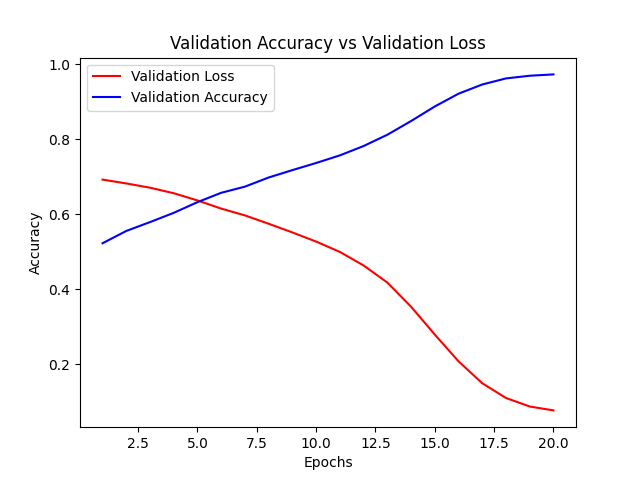 Validation Accuracy vs Validation Loss
1.0
Validation Loss
Validation Accuracy
0.8
0.6
Accuracy
0.4
0.2
2.5 5.0 7.5 10.0 12.5 15.0 17.5 20.0
Epochs